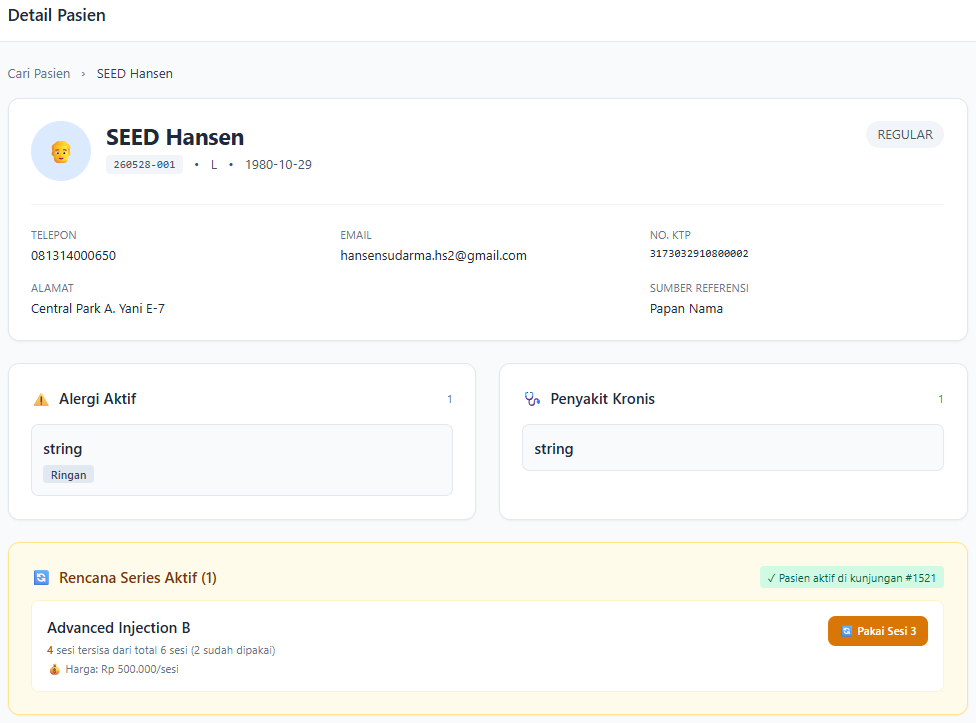 Detail Pasien
Cari Pasien › SEED Hansen
SEED Hansen
REGULAR
260528-001 • L • 1980-10-29
TELEPON
EMAIL
NO. KTP
081314000650
hansensudarma.hs2@gmail.com
3173032910800002
ALAMAT
SUMBER REFERENSI
Central Park A. Yani E-7
Papan Nama
Alergi Aktif
1
string
Ringan
Penyakit Kronis
1
string
Rencana Series Aktif (1)
✓ Pasien aktif di kunjungan #1521
Advanced Injection B
4 sesi tersisa dari total 6 sesi (2 sudah dipakai)
Harga: Rp 500.000/sesi
Pakai Sesi 3